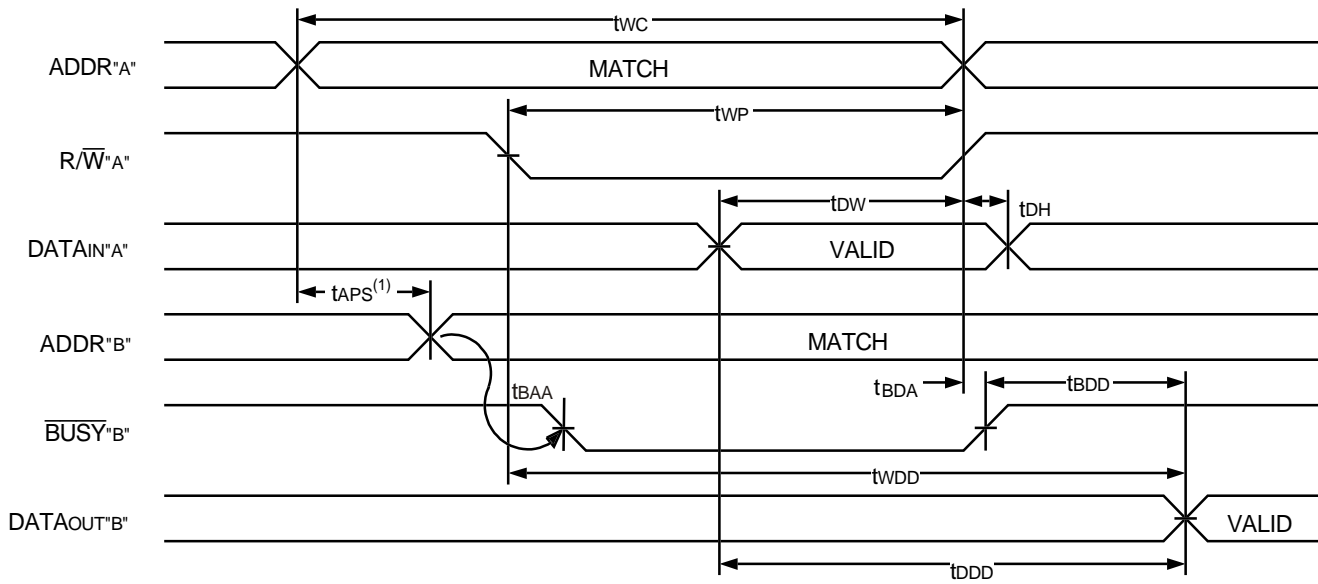 tWC
ADDR"A"
MATCH
tWP
R/W"A"
tDW
tDH
DATAIN"A"
VALID
tAPS(1)
ADDR"B"
MATCH
tBAA
tBDA
tBDD
BUSY"B"
tWDD
DATAOUT"B"
VALID
tDDD